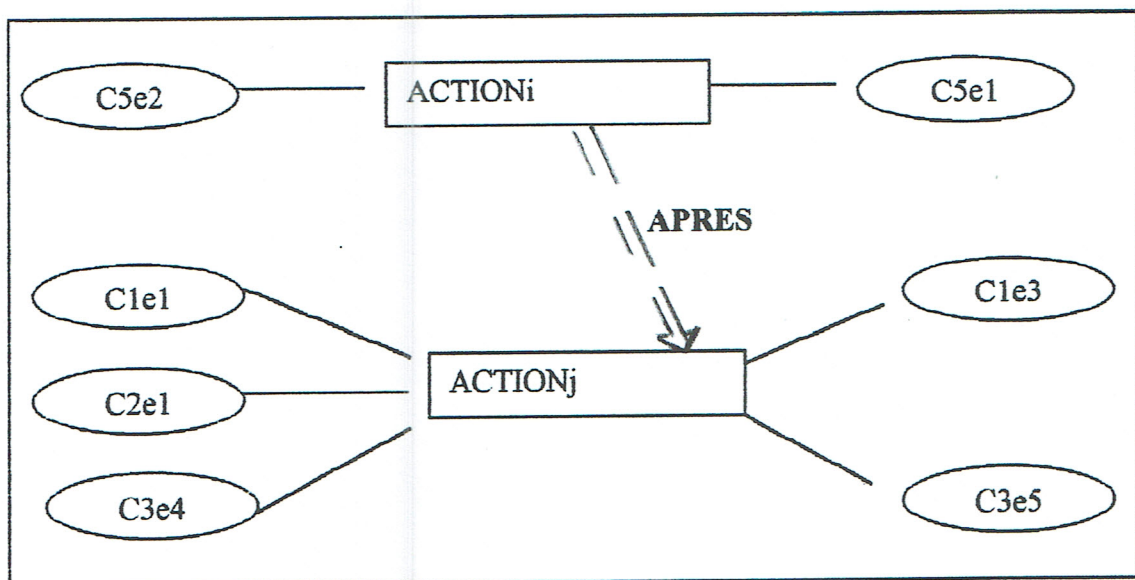 C5e2
ACTIONi
C5e1
APRES
C1e1
C1e3
ACTIONj
C2e1
C3e4
C3e5